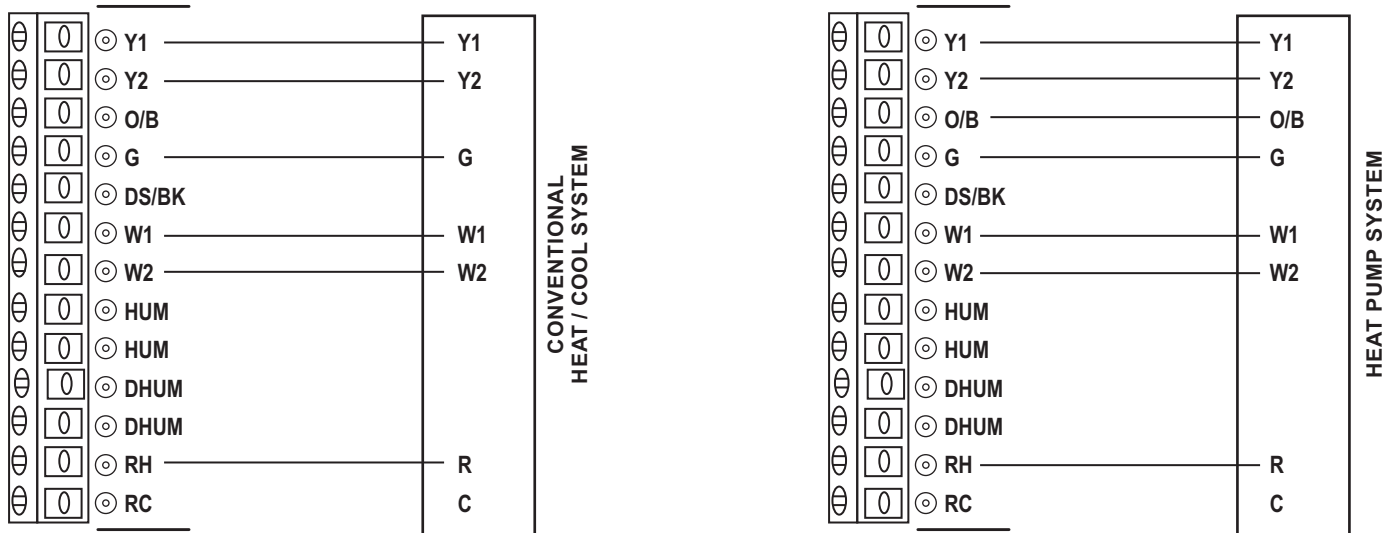 Y1 Y1
Y2 Y2
O/B
G G
DS/BK
W1 W1
W2 W2
HUM
HUM
DHUM
DHUM
RH R
RC C
CONVENTIONAL
HEAT / COOL SYSTEM
Y1 Y1
Y2 Y2
O/B O/B
G G
DS/BK
W1 W1
W2 W2
HUM
HUM
DHUM
DHUM
RH R
RC C
HEAT PUMP SYSTEM